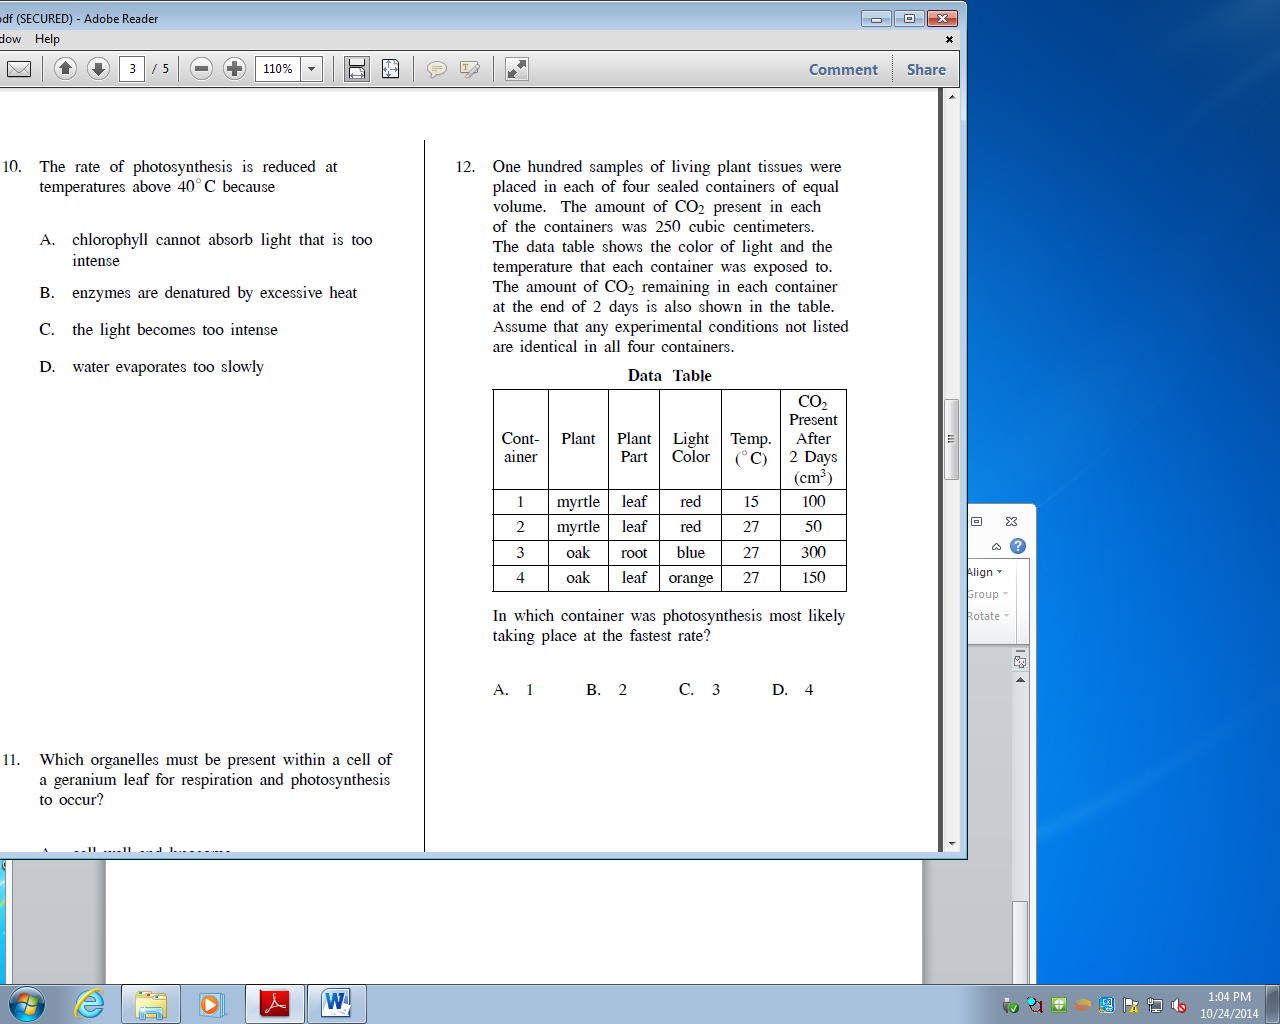 odf (SECURED) - Adobe Reader
dow Help
3 / 5 110% Comment Share
10. The rate of photosynthesis is reduced at
temperatures above 40°C because
A. chlorophyll cannot absorb light that is too
intense
B. enzymes are denatured by excessive heat
C. the light becomes too intense
D. water evaporates too slowly
11. Which organelles must be present within a cell of
a geranium leaf for respiration and photosynthesis
to occur?
12. One hundred samples of living plant tissues were
placed in each of four sealed containers of equal
volume. The amount of CO₂ present in each
of the containers was 250 cubic centimeters.
The data table shows the color of light and the
temperature that each container was exposed to.
The amount of CO₂ remaining in each container
at the end of 2 days is also shown in the table.
Assume that any experimental conditions not listed
are identical in all four containers.
Data Table
CO₂
Present
Cont- Plant Plant Light Temp. After
ainer Part Color (°C) 2 Days
(cm³)
1 myrtle leaf red 15 100
2 myrtle leaf red 27 50
3 oak root blue 27 300
4 oak leaf orange 27 150
In which container was photosynthesis most likely
taking place at the fastest rate?
A. 1 B. 2 C. 3 D. 4
Align
Group
Rotate
1:04 PM
10/24/2014